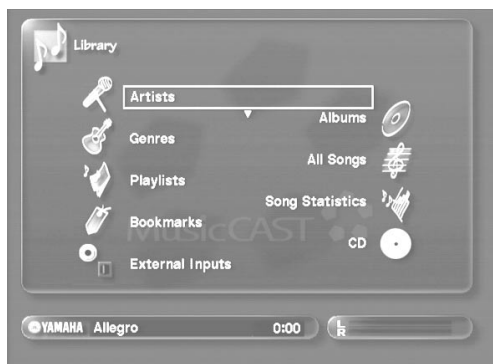 Library
Artists
Albums
Genres
All Songs
Playlists
Song Statistics
Bookmarks
MusicCAST
CD
External Inputs
YAMAHA Allegro 0:00 L
R